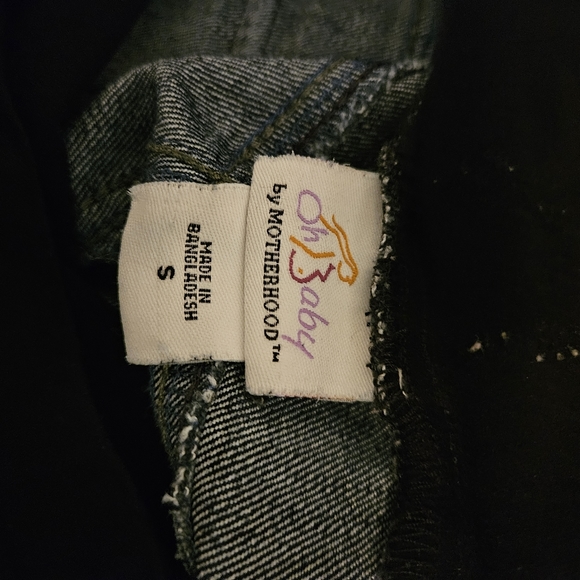 Oh Baby
by MOTHERHOOD™
MADE IN
BANGLADESH
S